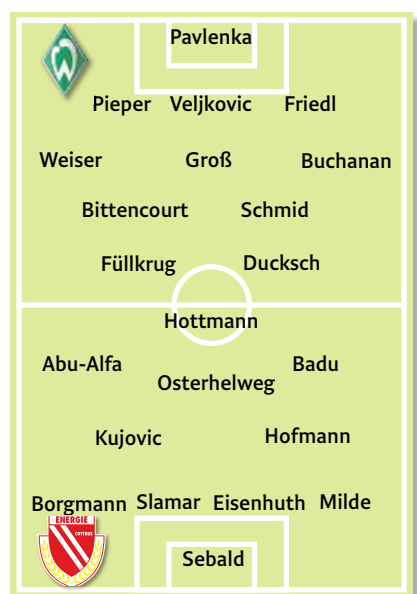 Pavlenka
Pieper Veljkovic Friedl
Weiser Groß Buchanan
Bittencourt Schmid
Füllkrug Ducksch
Hottmann
Abu-Alfa Badu
Osterhelweg
Kujovic Hofmann
Borgmann Slamar Eisenhuth Milde
ENERGIE
COTTBUS
Sebald